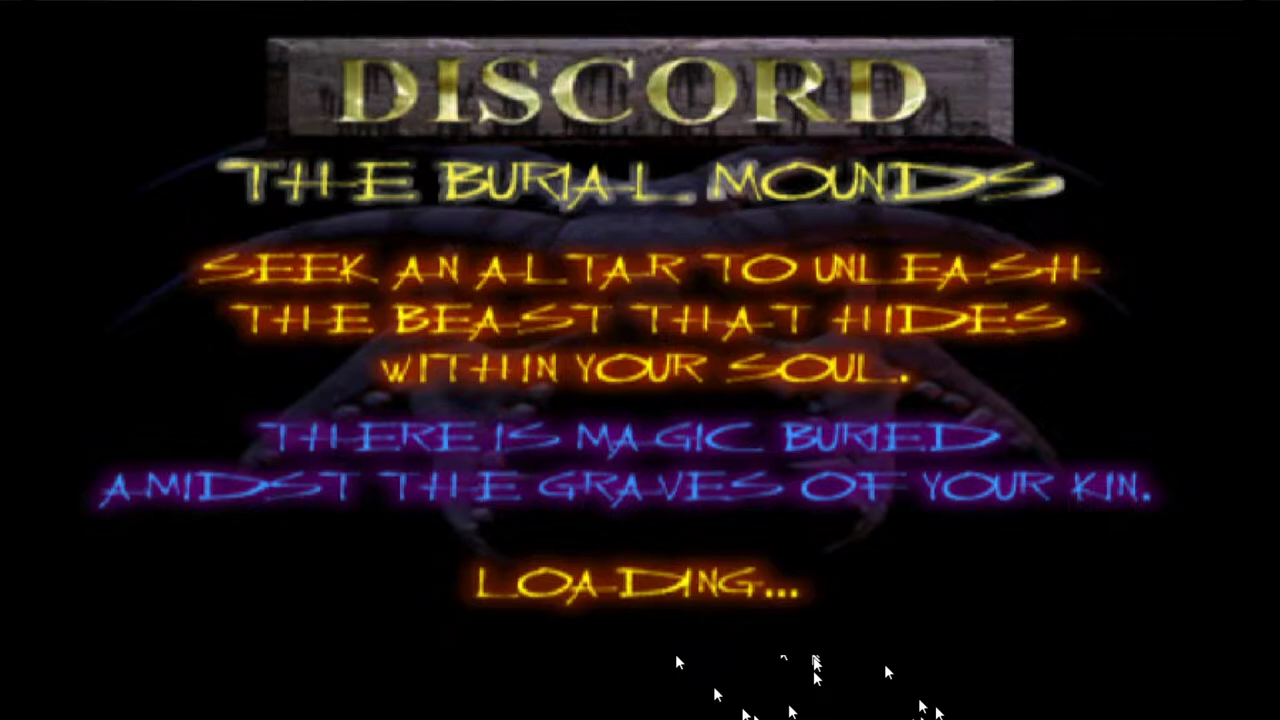 DISCORD
THE BURIAL MOUNDS
SEEK AN ALTAR TO UNLEASH
THE BEAST THAT HIDES
WITHIN YOUR SOUL.
THERE IS MAGIC BURIED
AMIDST THE GRAVES OF YOUR KIN.
LOADING...